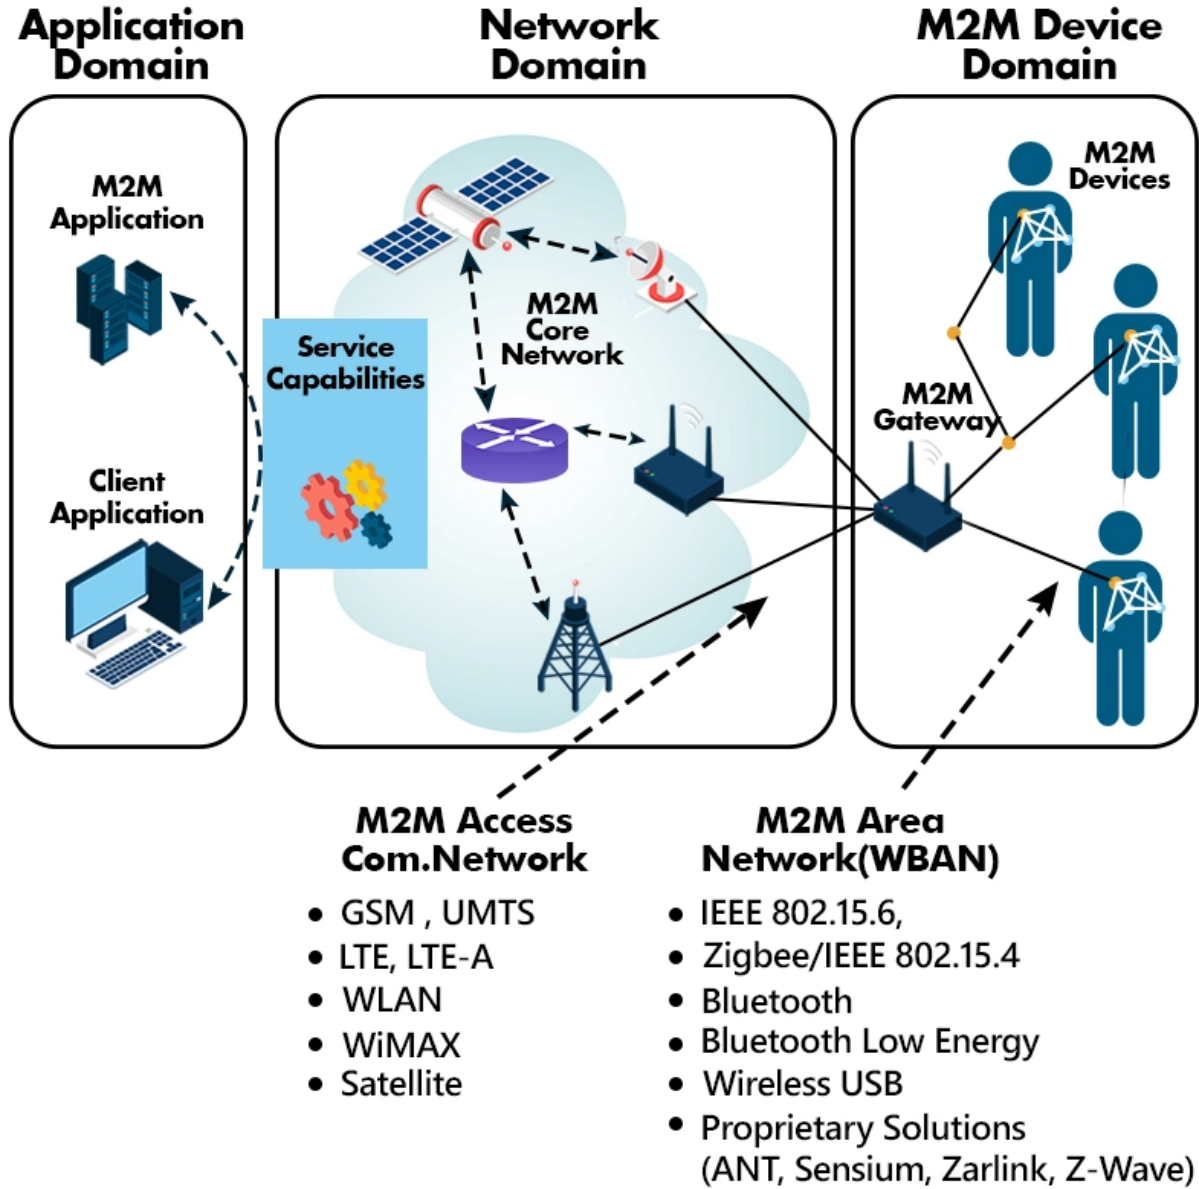 Application
Domain
Network
Domain
M2M Device
Domain
M2M
Application
Client
Application
Service
Capabilities
M2M
Core
Network
M2M
Devices
M2M
Gateway
M2M Access
Com.Network
• GSM , UMTS
• LTE, LTE-A
• WLAN
• WiMAX
• Satellite
M2M Area
Network(WBAN)
• IEEE 802.15.6,
• Zigbee/IEEE 802.15.4
• Bluetooth
• Bluetooth Low Energy
• Wireless USB
• Proprietary Solutions
(ANT, Sensium, Zarlink, Z-Wave)